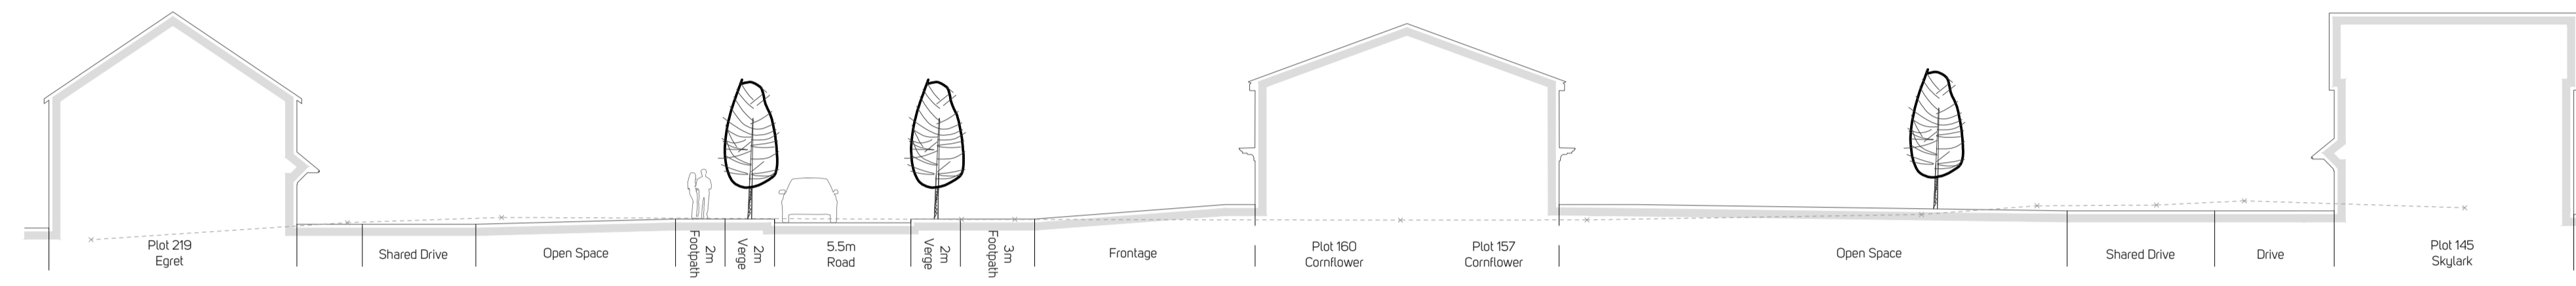 Plot 219
Egret
Shared Drive
Open Space
2m
Footpath
2m
Verge
5.5m
Road
2m
Verge
3m
Footpath
Frontage
Plot 160
Cornflower
Plot 157
Cornflower
Open Space
Shared Drive
Drive
Plot 145
Skylark